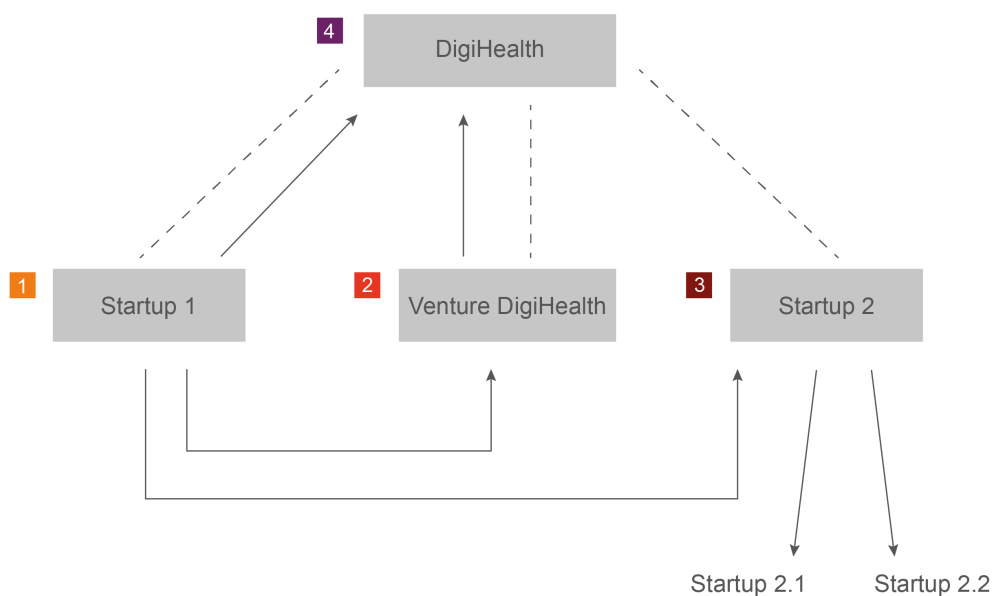 4
DigiHealth
1
Startup 1
2
Venture DigiHealth
3
Startup 2
Startup 2.1
Startup 2.2